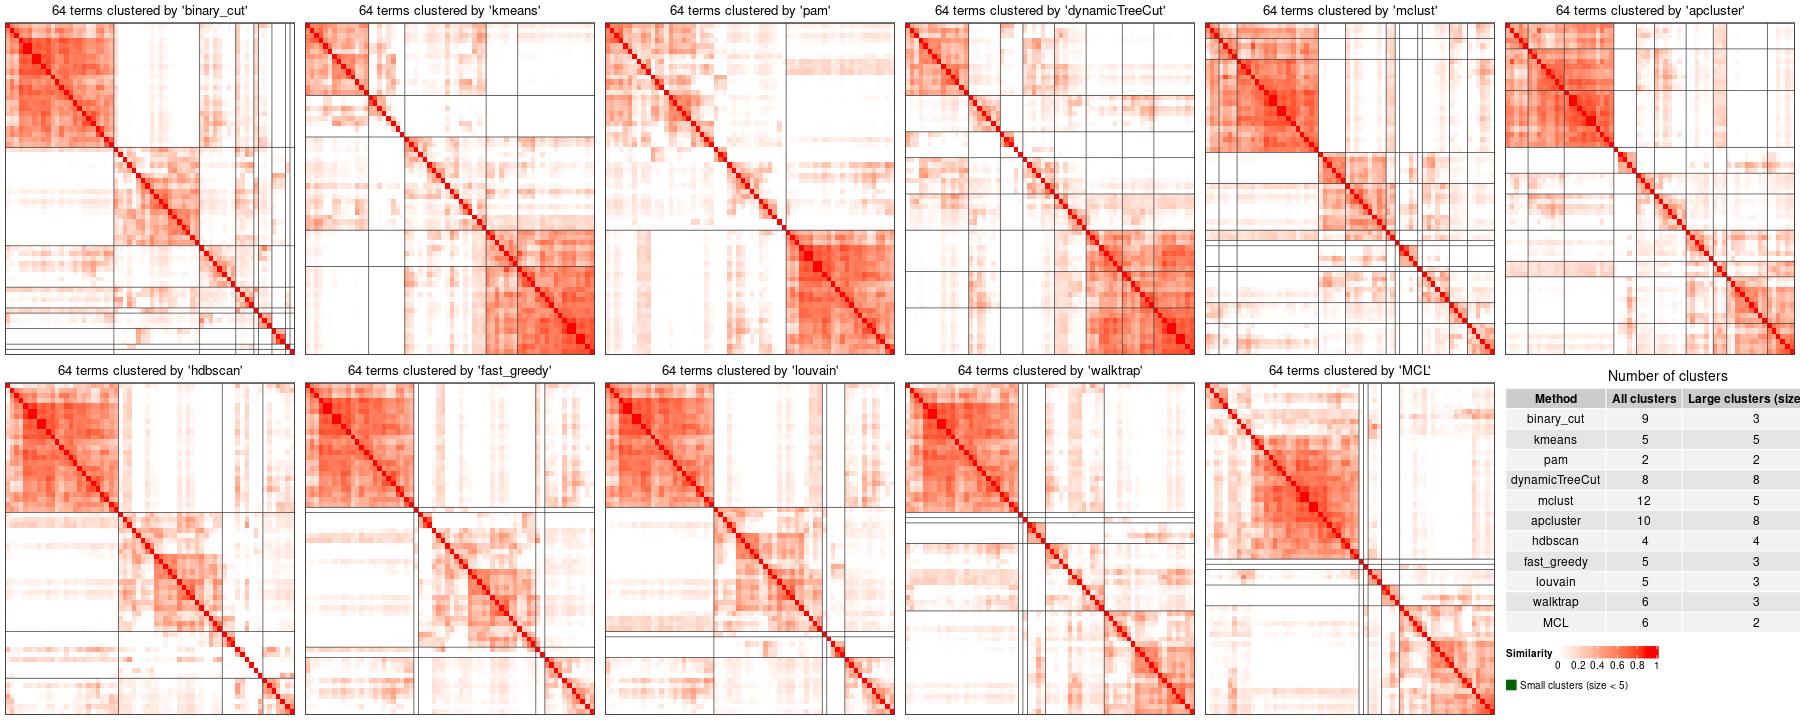 64 terms clustered by 'binary_cut'
64 terms clustered by 'kmeans'
64 terms clustered by 'pam'
64 terms clustered by 'dynamicTreeCut'
64 terms clustered by 'mclust'
64 terms clustered by 'apcluster'
64 terms clustered by 'hdbscan'
64 terms clustered by 'fast_greedy'
64 terms clustered by 'louvain'
64 terms clustered by 'walktrap'
64 terms clustered by 'MCL'
Number of clusters
Method All clusters Large clusters (size
binary_cut 9 3
kmeans 5 5
pam 2 2
dynamicTreeCut 8 8
mclust 12 5
apcluster 10 8
hdbscan 4 4
fast_greedy 5 3
louvain 5 3
walktrap 6 3
MCL 6 2
Similarity
0 0.2 0.4 0.6 0.8 1
Small clusters (size < 5)